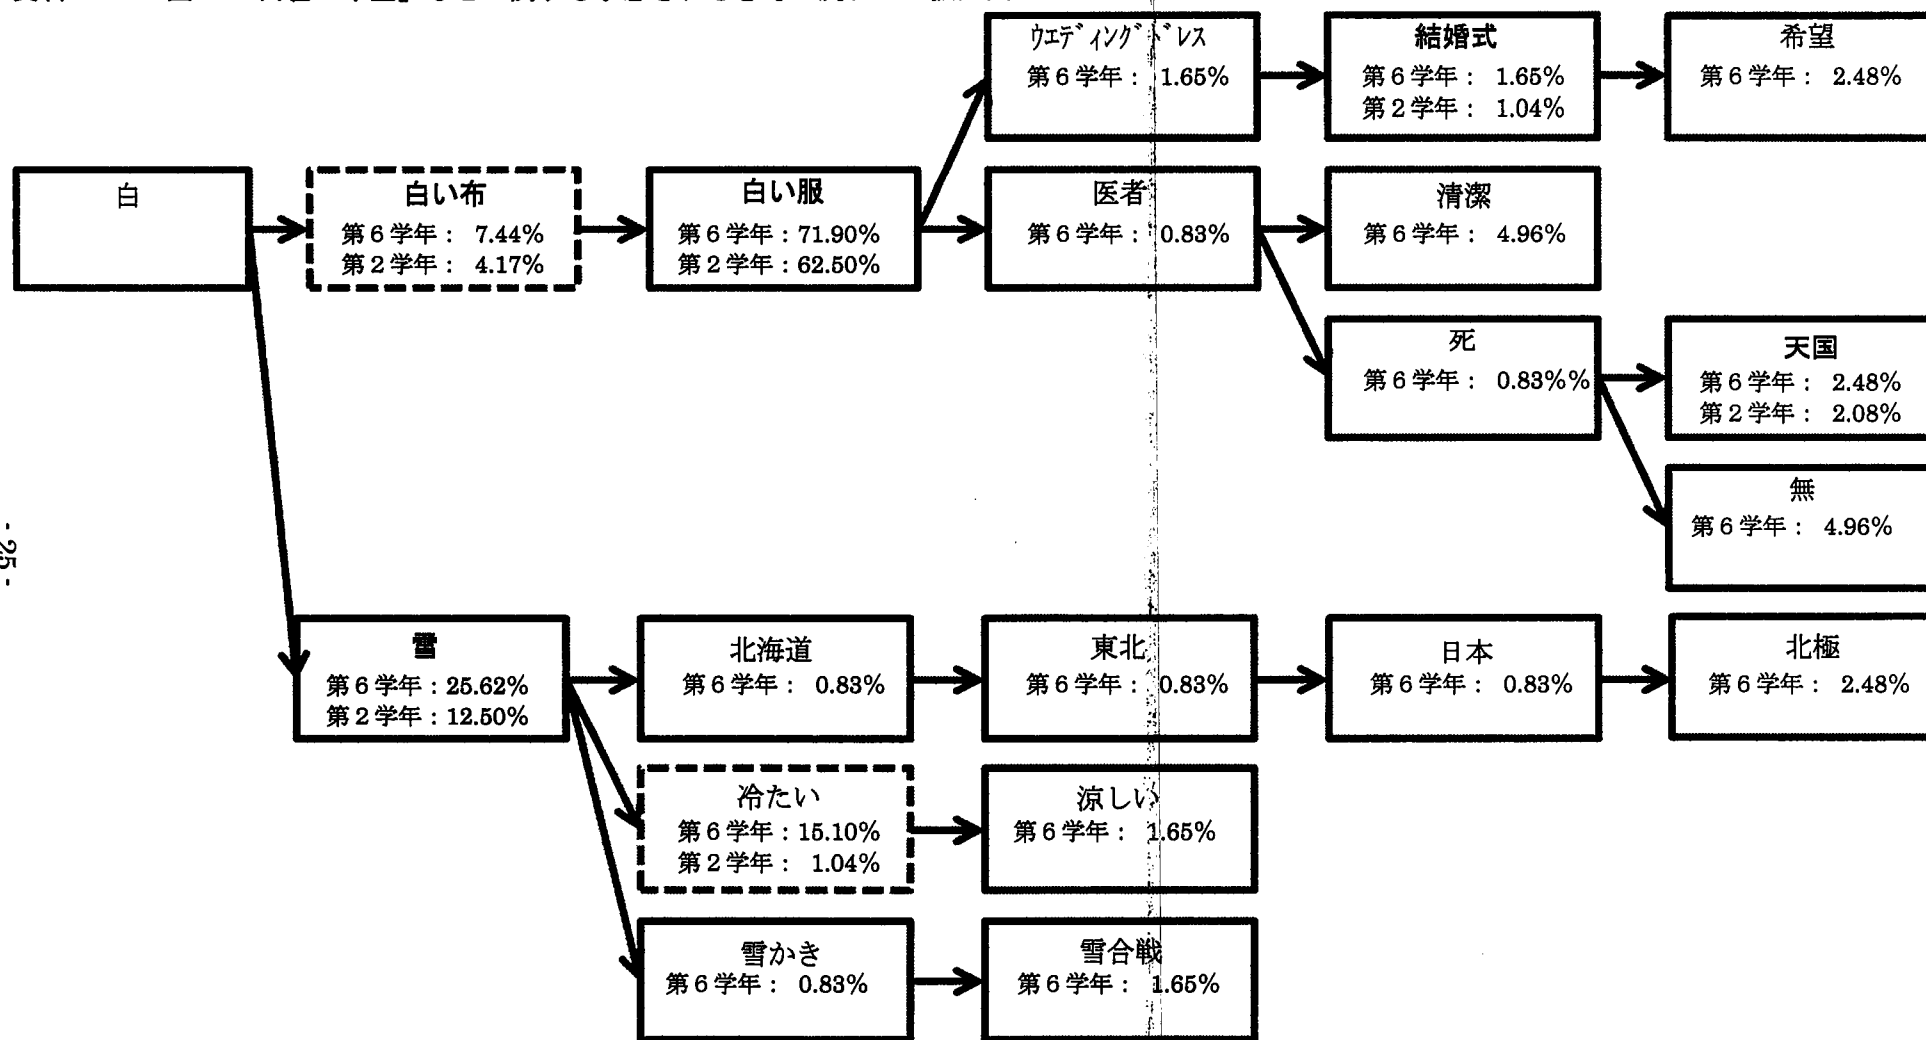 ウエディングドレス
第6学年： 1.65%
結婚式
第6学年： 1.65%
第2学年： 1.04%
希望
第6学年： 2.48%
白
白い布
第6学年： 7.44%
第2学年： 4.17%
白い服
第6学年：71.90%
第2学年：62.50%
医者
第6学年： 0.83%
清潔
第6学年： 4.96%
死
第6学年： 0.83%%
天国
第6学年： 2.48%
第2学年： 2.08%
無
第6学年： 4.96%
雪
第6学年：25.62%
第2学年：12.50%
北海道
第6学年： 0.83%
東北
第6学年： 0.83%
日本
第6学年： 0.83%
北極
第6学年： 2.48%
冷たい
第6学年：15.10%
第2学年： 1.04%
涼しい
第6学年： 1.65%
雪かき
第6学年： 0.83%
雪合戦
第6学年： 1.65%
- 25 -